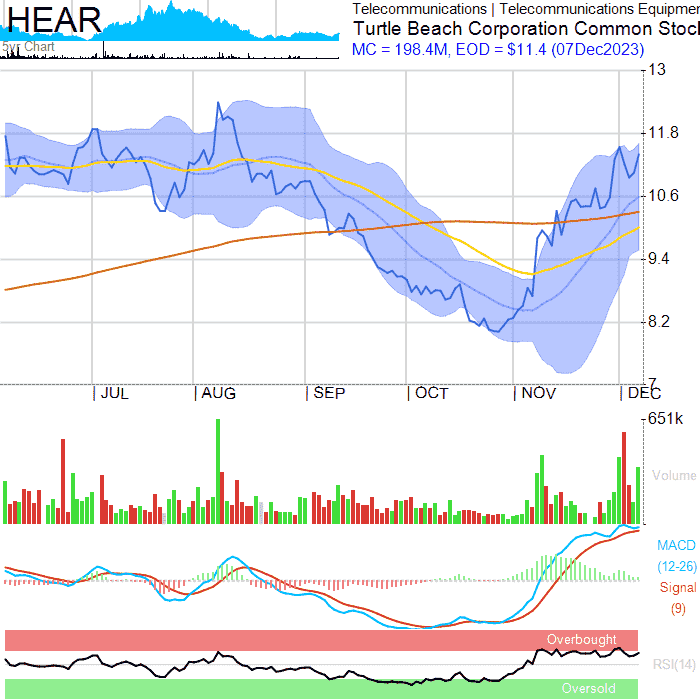 HEAR
5yr Chart
Telecommunications | Telecommunications Equipmen
Turtle Beach Corporation Common Stoc
MC = 198.4M, EOD = $11.4 (07Dec2023)
13
11.8
10.6
9.4
8.2
7
JUL
AUG
SEP
OCT
NOV
DEC
651k
Volume
MACD
(12-26)
Signal
(9)
Overbought
RSI(14)
Oversold